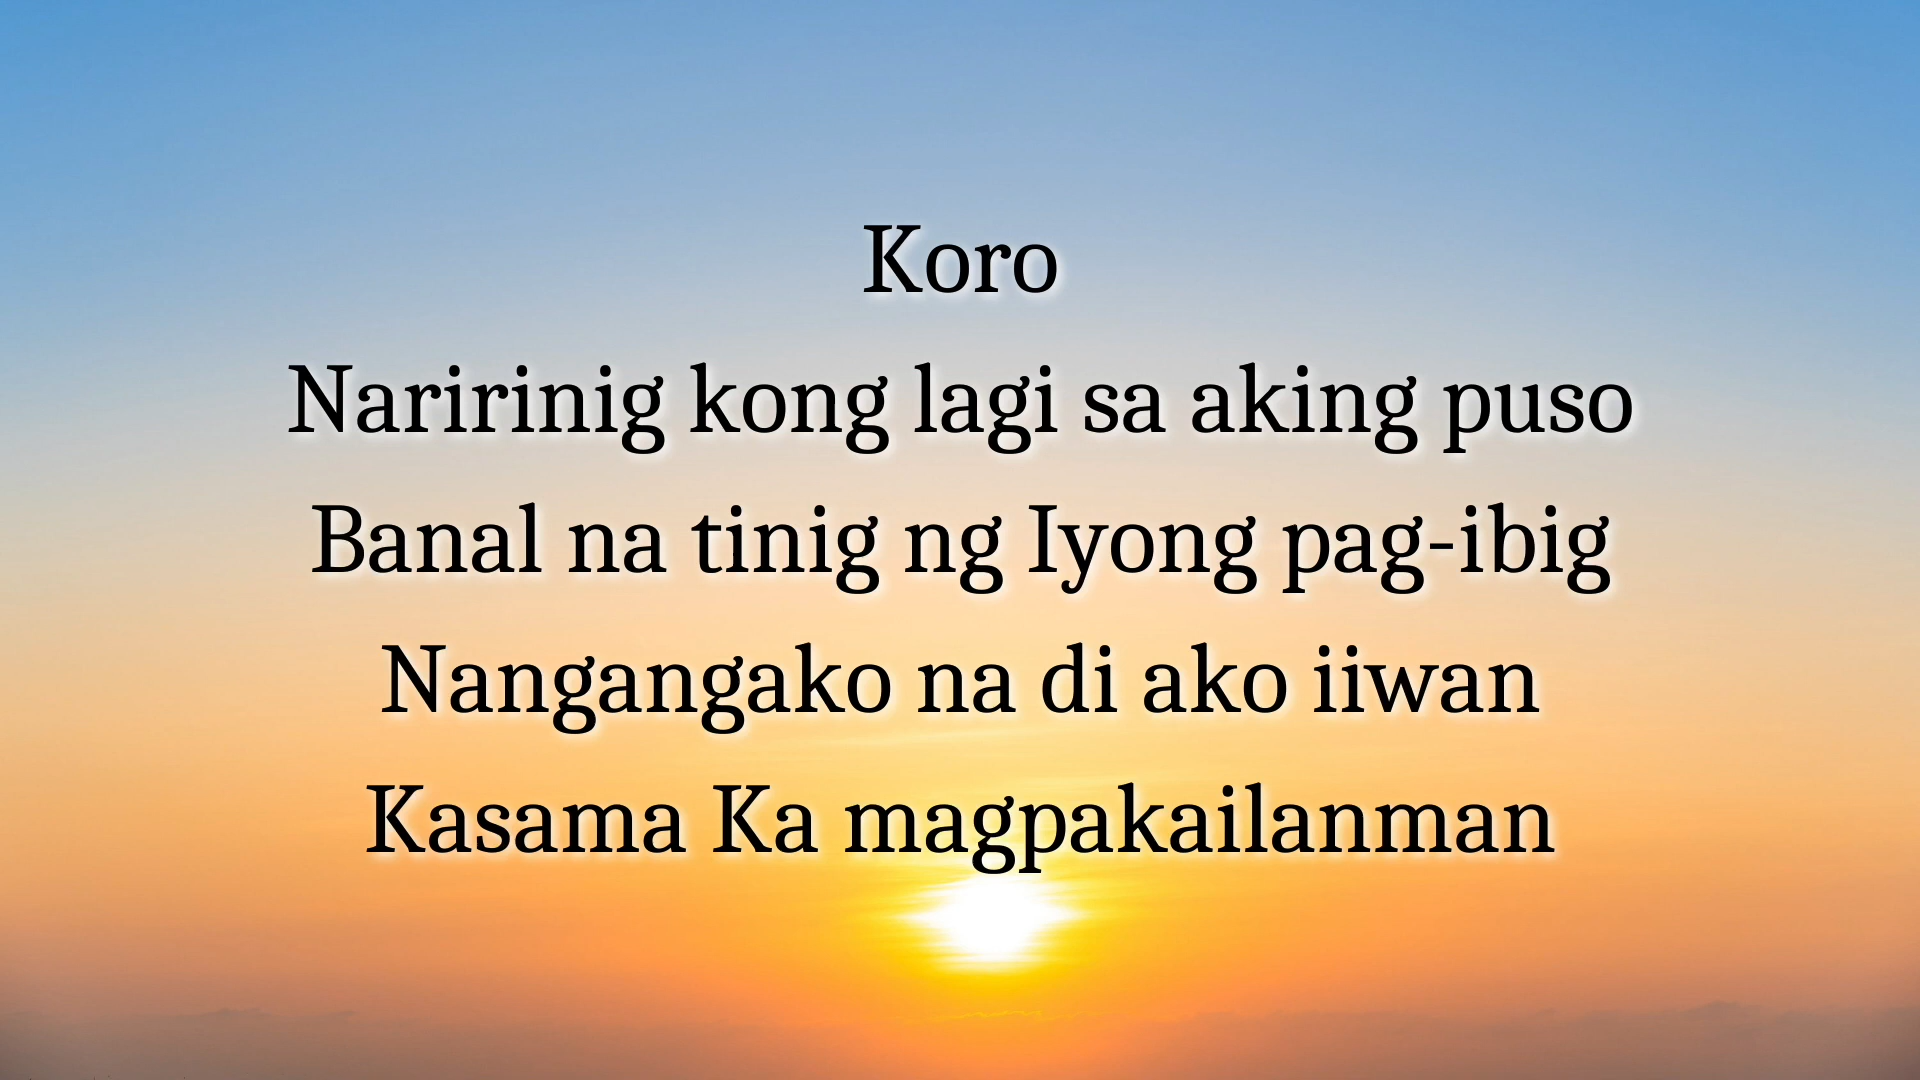 Koro
Naririnig kong lagi sa aking puso
Banal na tinig ng Iyong pag-ibig
Nangangako na di ako iiwan
Kasama Ka magpakailanman